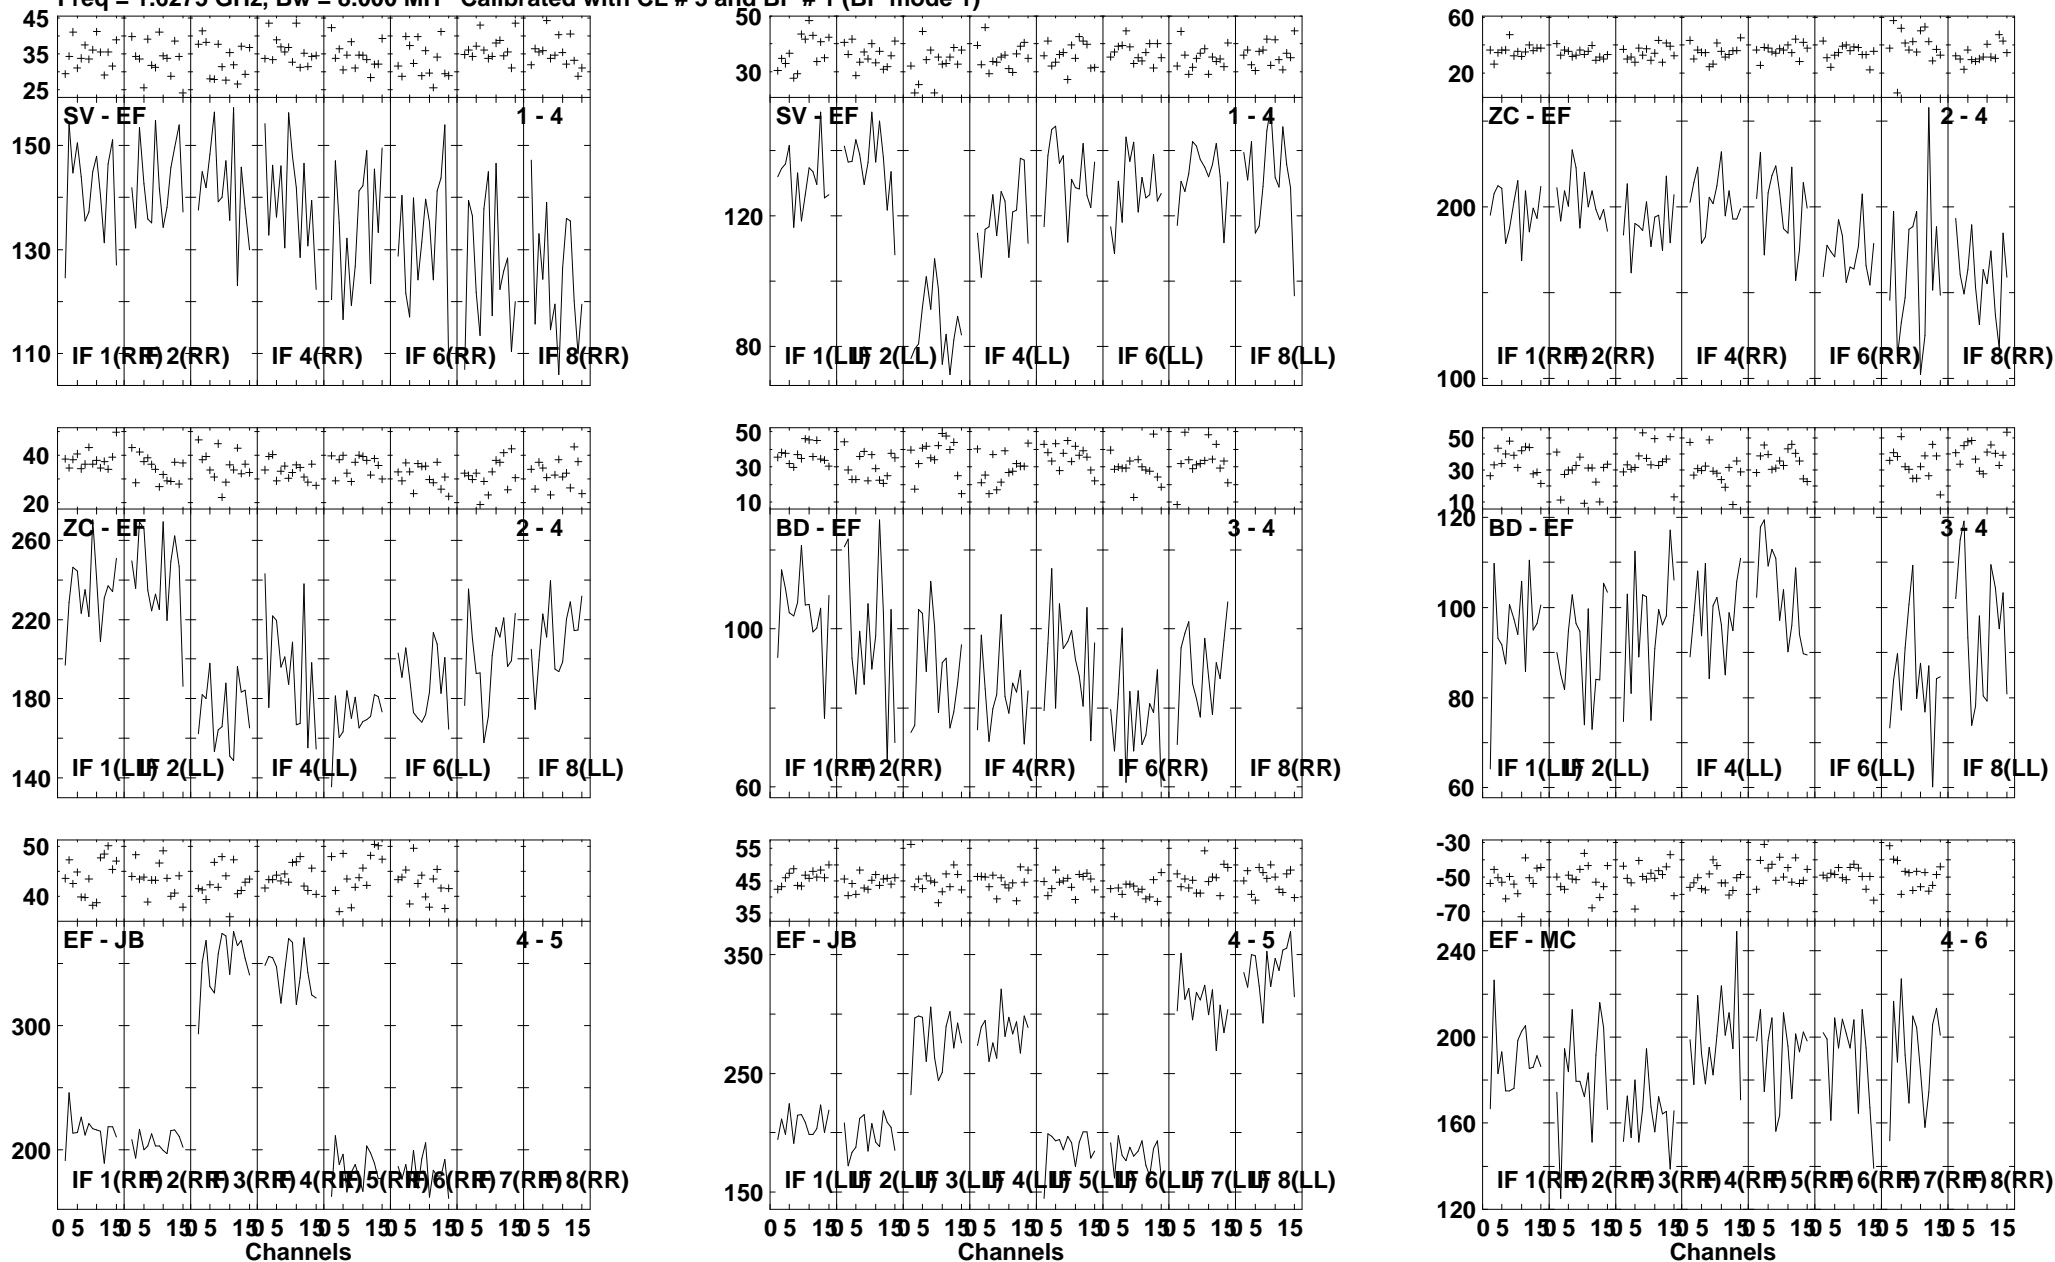 Freq = 1.6275 GHz, Bw = 8.000 MH Calibrated with CL # 3 and BP # 1 (BP mode 1)
45
35
25
SV - EF 1 - 4
150
130
110
IF 1(RR) IF 2(RR) IF 4(RR) IF 6(RR) IF 8(RR)
50
30
SV - EF 1 - 4
120
80
IF 1(LL) IF 2(LL) IF 4(LL) IF 6(LL) IF 8(LL)
60
20
ZC - EF 2 - 4
200
100
IF 1(RR) IF 2(RR) IF 4(RR) IF 6(RR) IF 8(RR)
40
20
ZC - EF 2 - 4
260
220
180
140
IF 1(LL) IF 2(LL) IF 4(LL) IF 6(LL) IF 8(LL)
50
30
10
BD - EF 3 - 4
100
60
IF 1(RR) IF 2(RR) IF 4(RR) IF 6(RR) IF 8(RR)
50
30
10
BD - EF 3 - 4
120
100
80
60
IF 1(LL) IF 2(LL) IF 4(LL) IF 6(LL) IF 8(LL)
50
40
EF - JB 4 - 5
300
200
IF 1(RR) IF 2(RR) IF 3(RR) IF 4(RR) IF 5(RR) IF 6(RR) IF 7(RR) IF 8(RR)
0 5 15 0 5 15 0 5 15 0 5 15 0 5 15 0 5 15 0 5 15 0 5 15
Channels
55
45
35
EF - JB 4 - 5
350
250
150
IF 1(LL) IF 2(LL) IF 3(LL) IF 4(LL) IF 5(LL) IF 6(LL) IF 7(LL) IF 8(LL)
0 5 15 0 5 15 0 5 15 0 5 15 0 5 15 0 5 15 0 5 15 0 5 15
Channels
-30
-50
-70
EF - MC 4 - 6
240
200
160
120
IF 1(RR) IF 2(RR) IF 3(RR) IF 4(RR) IF 5(RR) IF 6(RR) IF 7(RR) IF 8(RR)
0 5 15 0 5 15 0 5 15 0 5 15 0 5 15 0 5 15 0 5 15 0 5 15
Channels